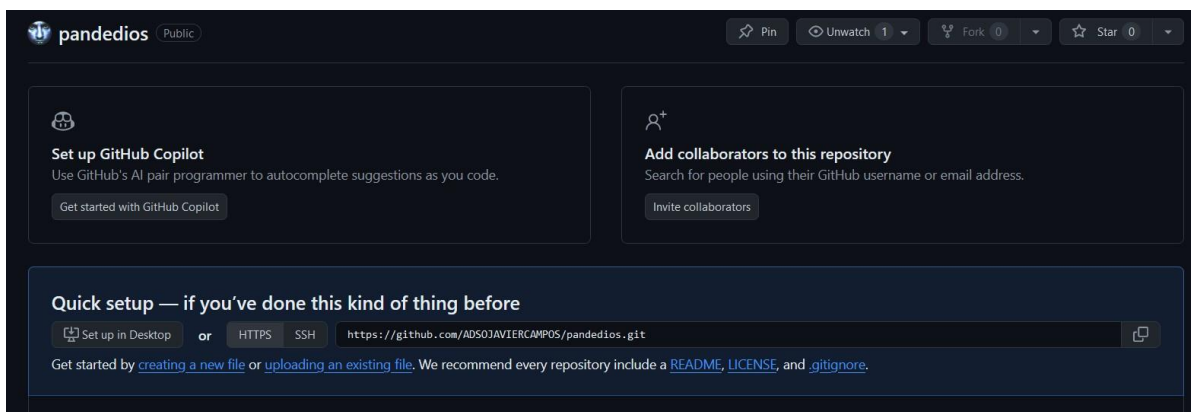 pandedios Public
Pin Unwatch 1 Fork 0 Star 0
Set up GitHub Copilot
Use GitHub's AI pair programmer to autocomplete suggestions as you code.
Get started with GitHub Copilot
Add collaborators to this repository
Search for people using their GitHub username or email address.
Invite collaborators
Quick setup — if you've done this kind of thing before
Set up in Desktop or HTTPS SSH https://github.com/ADSOJAVIERCAMPOS/pandedios.git
Get started by creating a new file or uploading an existing file. We recommend every repository include a README, LICENSE, and .gitignore.